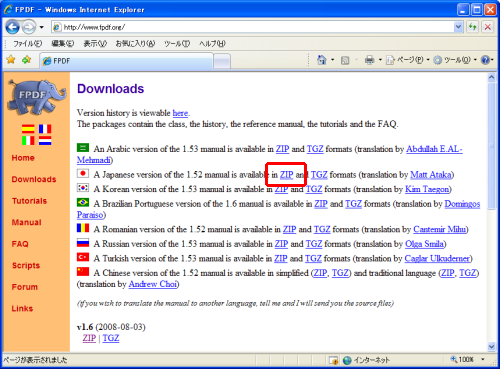 FPDF - Windows Internet Explorer
http://www.fpdf.org/
ファイル(F) 編集(E) 表示(V) お気に入り(A) ツール(T) ヘルプ(H)
FPDF
ページ(P) ツール(O)
FPDF
Home
Downloads
Tutorials
Manual
FAQ
Scripts
Forum
Links
Downloads
Version history is viewable here.
The packages contain the class, the history, the reference manual, the tutorials and the FAQ.
An Arabic version of the 1.53 manual is available in ZIP and TGZ formats (translation by Abdullah E.AL-
Mehmadi)
A Japanese version of the 1.52 manual is available in ZIP and TGZ formats (translation by Matt Ataka)
A Korean version of the 1.53 manual is available in ZIP and TGZ formats (translation by Kim Taegon)
A Brazilian Portuguese version of the 1.6 manual is available in ZIP and TGZ formats (translation by Domingos
Paraiso)
A Romanian version of the 1.52 manual is available in ZIP and TGZ formats (translation by Cantemir Mihu)
A Russian version of the 1.53 manual is available in ZIP and TGZ formats (translation by Olga Smila)
A Turkish version of the 1.53 manual is available in ZIP and TGZ formats (translation by Caglar Ulkuderner)
A Chinese version of the 1.52 manual is available in simplified (ZIP, TGZ) and traditional language (ZIP, TGZ)
(translation by Andrew Choi)
(If you wish to translate the manual to another language, tell me and I will send you the source files)
v1.6 (2008-08-03)
ZIP | TGZ
ページが表示されました インターネット 100%